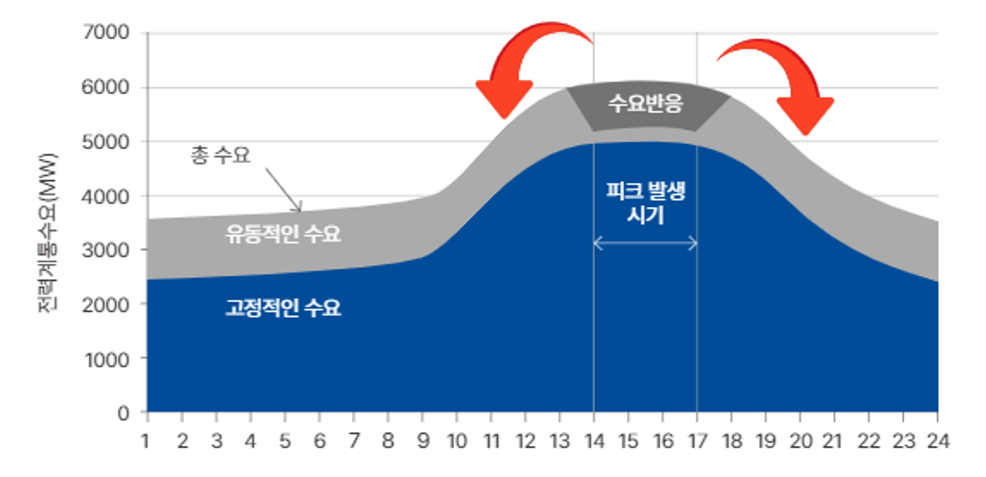 7000
6000
5000
4000
3000
2000
1000
0
전력계통수요(MW)
총 수요
유동적인 수요
고정적인 수요
수요반응
피크 발생
시기
1 2 3 4 5 6 7 8 9 10 11 12 13 14 15 16 17 18 19 20 21 22 23 24